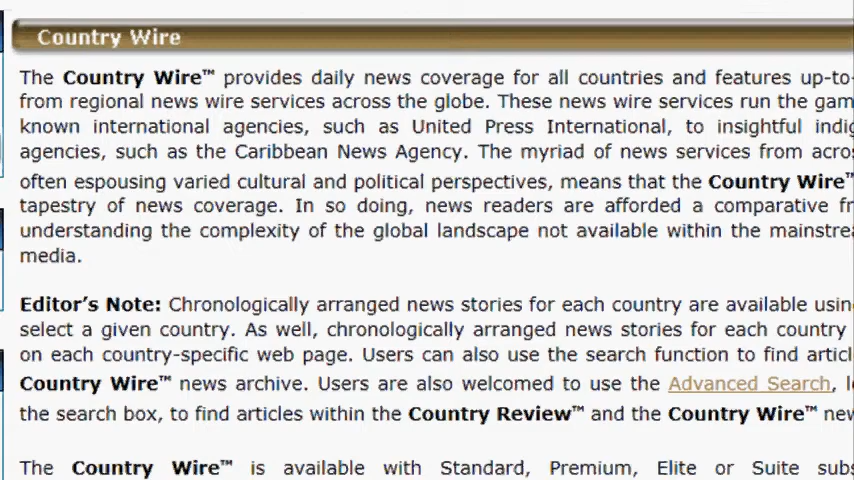 Country Wire
The Country Wire™ provides daily news coverage for all countries and features up-to-
from regional news wire services across the globe. These news wire services run the gam
known international agencies, such as United Press International, to insightful indig
agencies, such as the Caribbean News Agency. The myriad of news services from acros
often espousing varied cultural and political perspectives, means that the Country Wire™
tapestry of news coverage. In so doing, news readers are afforded a comparative fr
understanding the complexity of the global landscape not available within the mainstrea
media.
Editor's Note: Chronologically arranged news stories for each country are available usin
select a given country. As well, chronologically arranged news stories for each country
on each country-specific web page. Users can also use the search function to find articl
Country Wire™ news archive. Users are also welcomed to use the Advanced Search, l
the search box, to find articles within the Country Review™ and the Country Wire™ new
The Country Wire™ is available with Standard, Premium, Elite or Suite subs